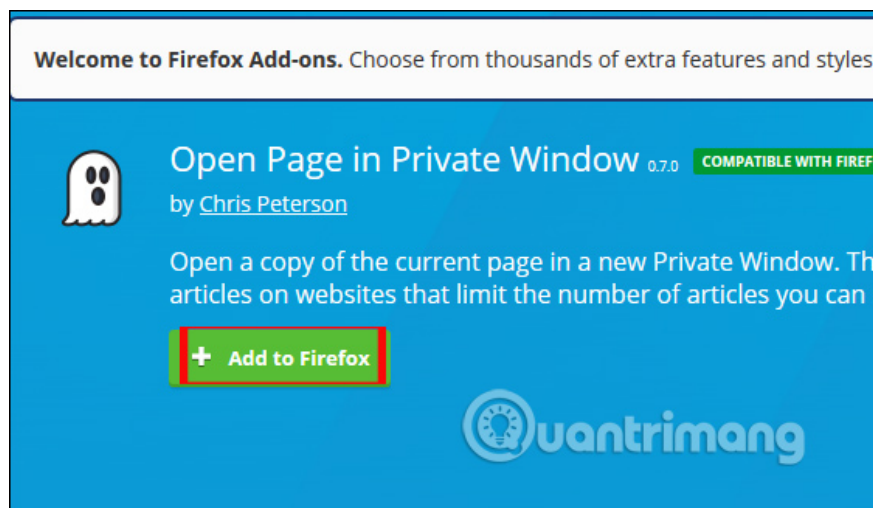 Welcome to Firefox Add-ons. Choose from thousands of extra features and styles
Open Page in Private Window 0.7.0 COMPATIBLE WITH FIREF
by Chris Peterson
Open a copy of the current page in a new Private Window. Th
articles on websites that limit the number of articles you can
+ Add to Firefox
Quantrimang